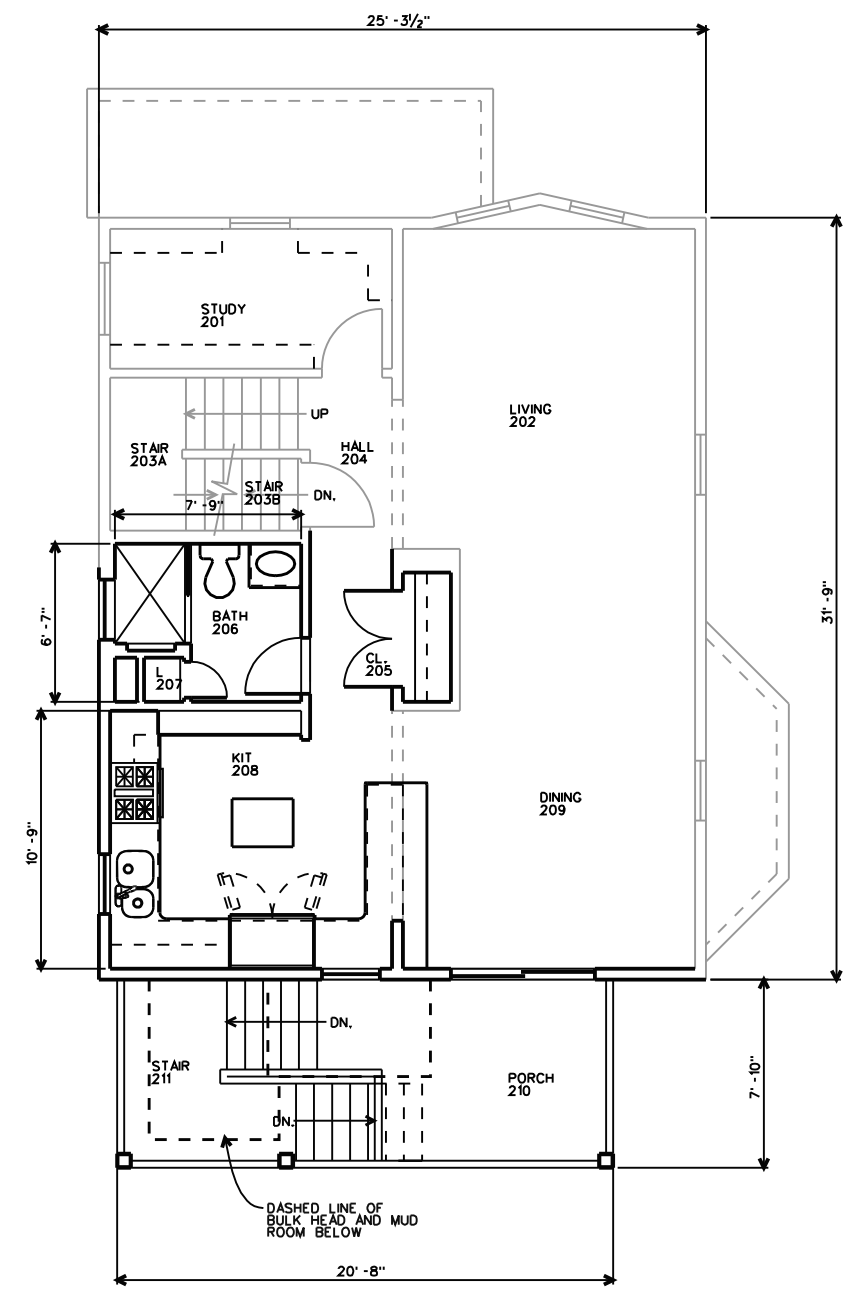 25' -3½"
STUDY
201
LIVING
202
UP
STAIR
203A
HALL
204
STAIR
203B
DN.
7' -9"
6' -7"
31' -9"
BATH
206
CL.
205
L
207
KIT
208
DINING
209
10' -9"
DN.
STAIR
211
PORCH
210
7' -10"
DN.
DASHED LINE OF
BULK HEAD AND MUD
ROOM BELOW
20' -8"